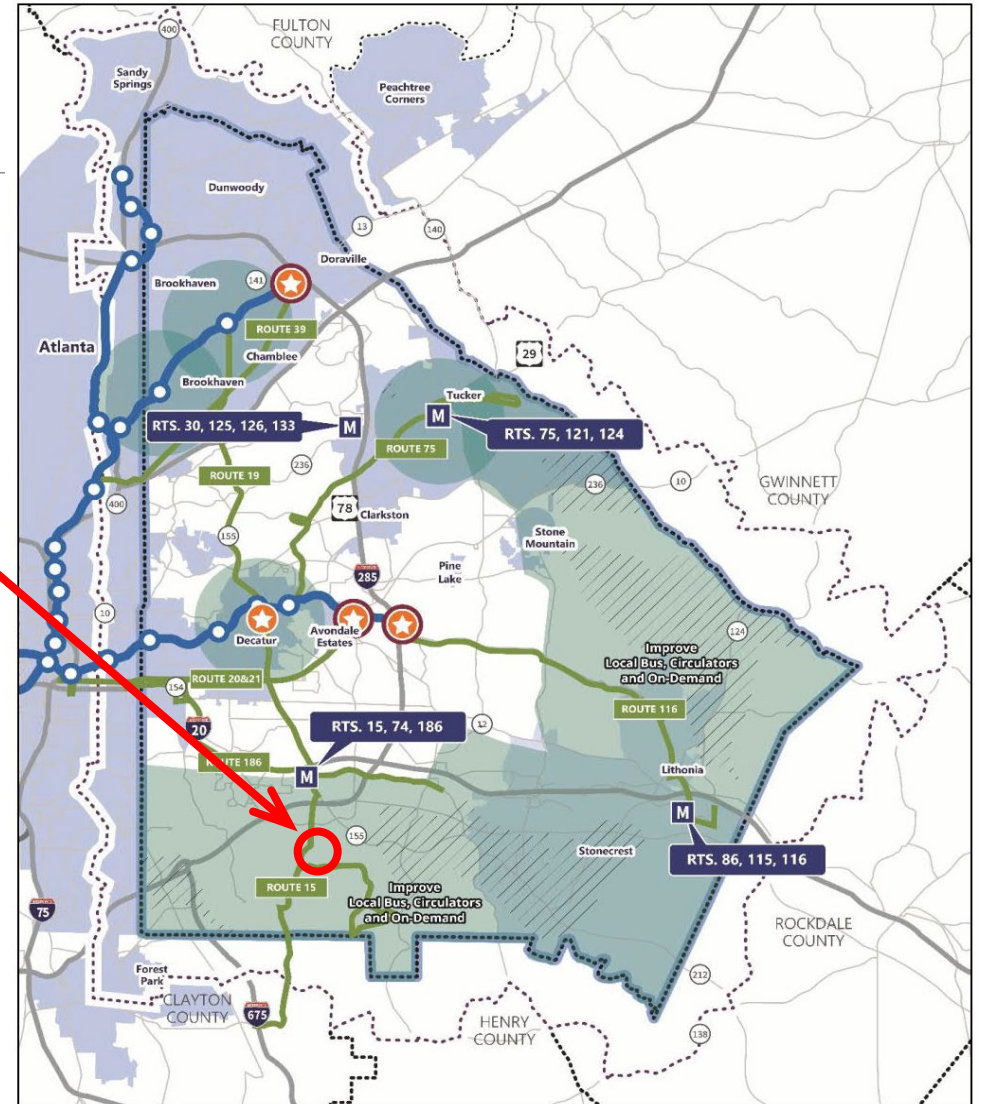 400
FULTON
COUNTY
Sandy
Springs
Peachtree
Corners
Dunwoody
13
140
Doraville
Brookhaven
141
ROUTE 39
Atlanta
Chamblee
29
Brookhaven
Tucker
M
RTS. 30, 125, 126, 133
M
RTS. 75, 121, 124
ROUTE 75
236
ROUTE 19
236
10
GWINNETT
COUNTY
400
78
Clarkston
155
Stone
Mountain
Pine
Lake
285
10
Decatur
Avondale
Estates
124
Improve
Local Bus, Circulators
and On-Demand
ROUTE 20&21
154
ROUTE 116
20
RTS. 15, 74, 186
12
ROUTE 186
M
Lithonia
M
155
Stonecrest
RTS. 86, 115, 116
ROUTE 15
Improve
Local Bus, Circulators
and On-Demand
75
ROCKDALE
COUNTY
Forest
Park
212
CLAYTON
COUNTY
675
HENRY
COUNTY
138